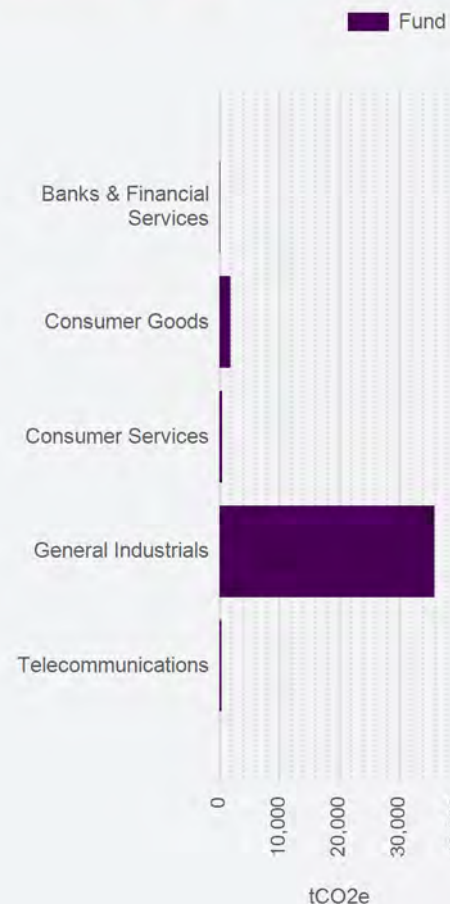 Fund
Banks & Financial
Services
Consumer Goods
Consumer Services
General Industrials
Telecommunications
0
10,000
20,000
30,000
tCO2e